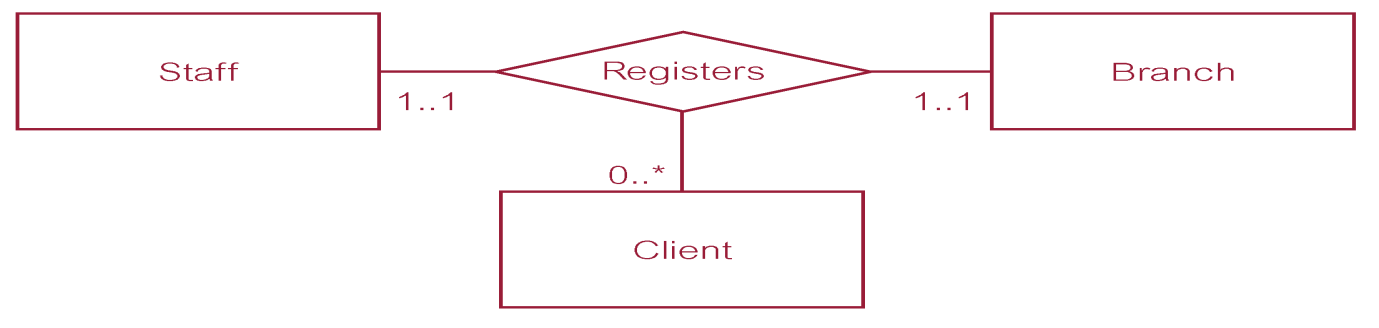 Staff
Registers
Branch
1..1
1..1
0..*
Client